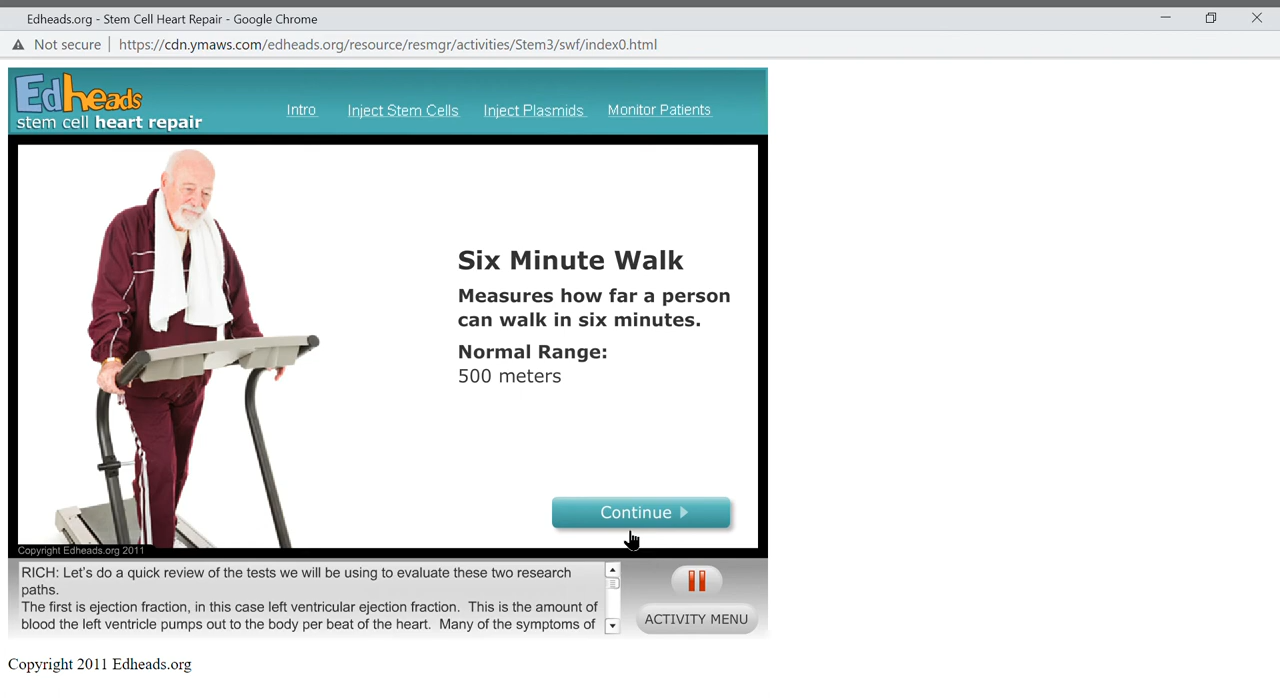 Edheads.org - Stem Cell Heart Repair - Google Chrome
Not secure | https://cdn.ymaws.com/edheads.org/resource/resmgr/activities/Stem3/swf/index0.html
Edheads
stem cell heart repair
Intro Inject Stem Cells Inject Plasmids Monitor Patients
Six Minute Walk
Measures how far a person
can walk in six minutes.
Normal Range:
500 meters
Continue
Copyright Edheads.org 2011
RICH: Let's do a quick review of the tests we will be using to evaluate these two research
paths.
The first is ejection fraction, in this case left ventricular ejection fraction. This is the amount of
blood the left ventricle pumps out to the body per beat of the heart. Many of the symptoms of
ACTIVITY MENU
Copyright 2011 Edheads.org